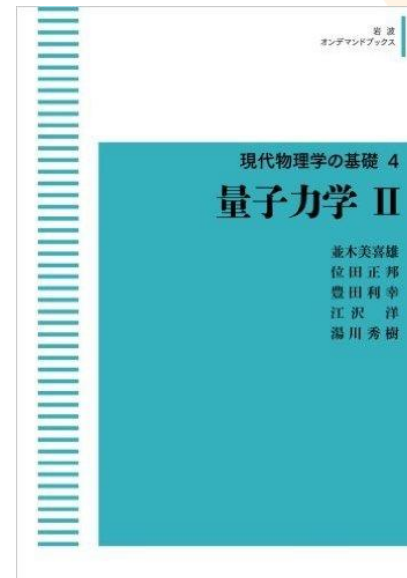 岩波
オンデマンドブックス
現代物理学の基礎 4
量子力学 II
並木美喜雄
位田正邦
豊田利幸
江沢 洋
湯川秀樹